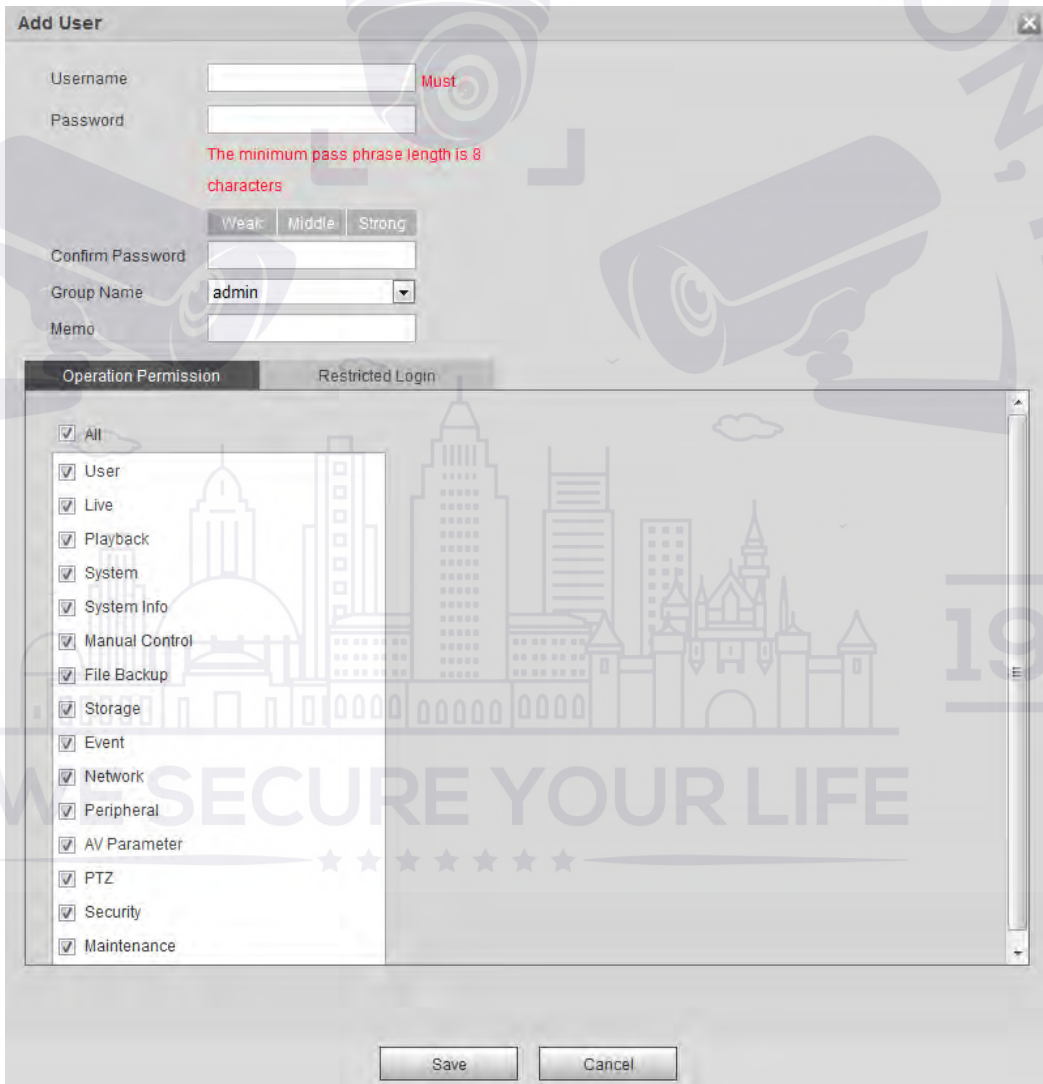 Add User
Username
Must
Password
The minimum pass phrase length is 8
characters
Weak Middle Strong
Confirm Password
Group Name admin
Memo
Operation Permission Restricted Login
All
User
Live
Playback
System
System Info
Manual Control
File Backup
Storage
Event
Network
Peripheral
AV Parameter
PTZ
Security
Maintenance
WE SECURE YOUR LIFE
19
Save Cancel